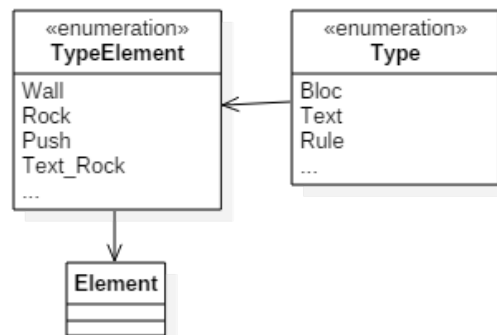 «enumeration»
TypeElement
Wall
Rock
Push
Text_Rock
...
«enumeration»
Type
Bloc
Text
Rule
...
Element